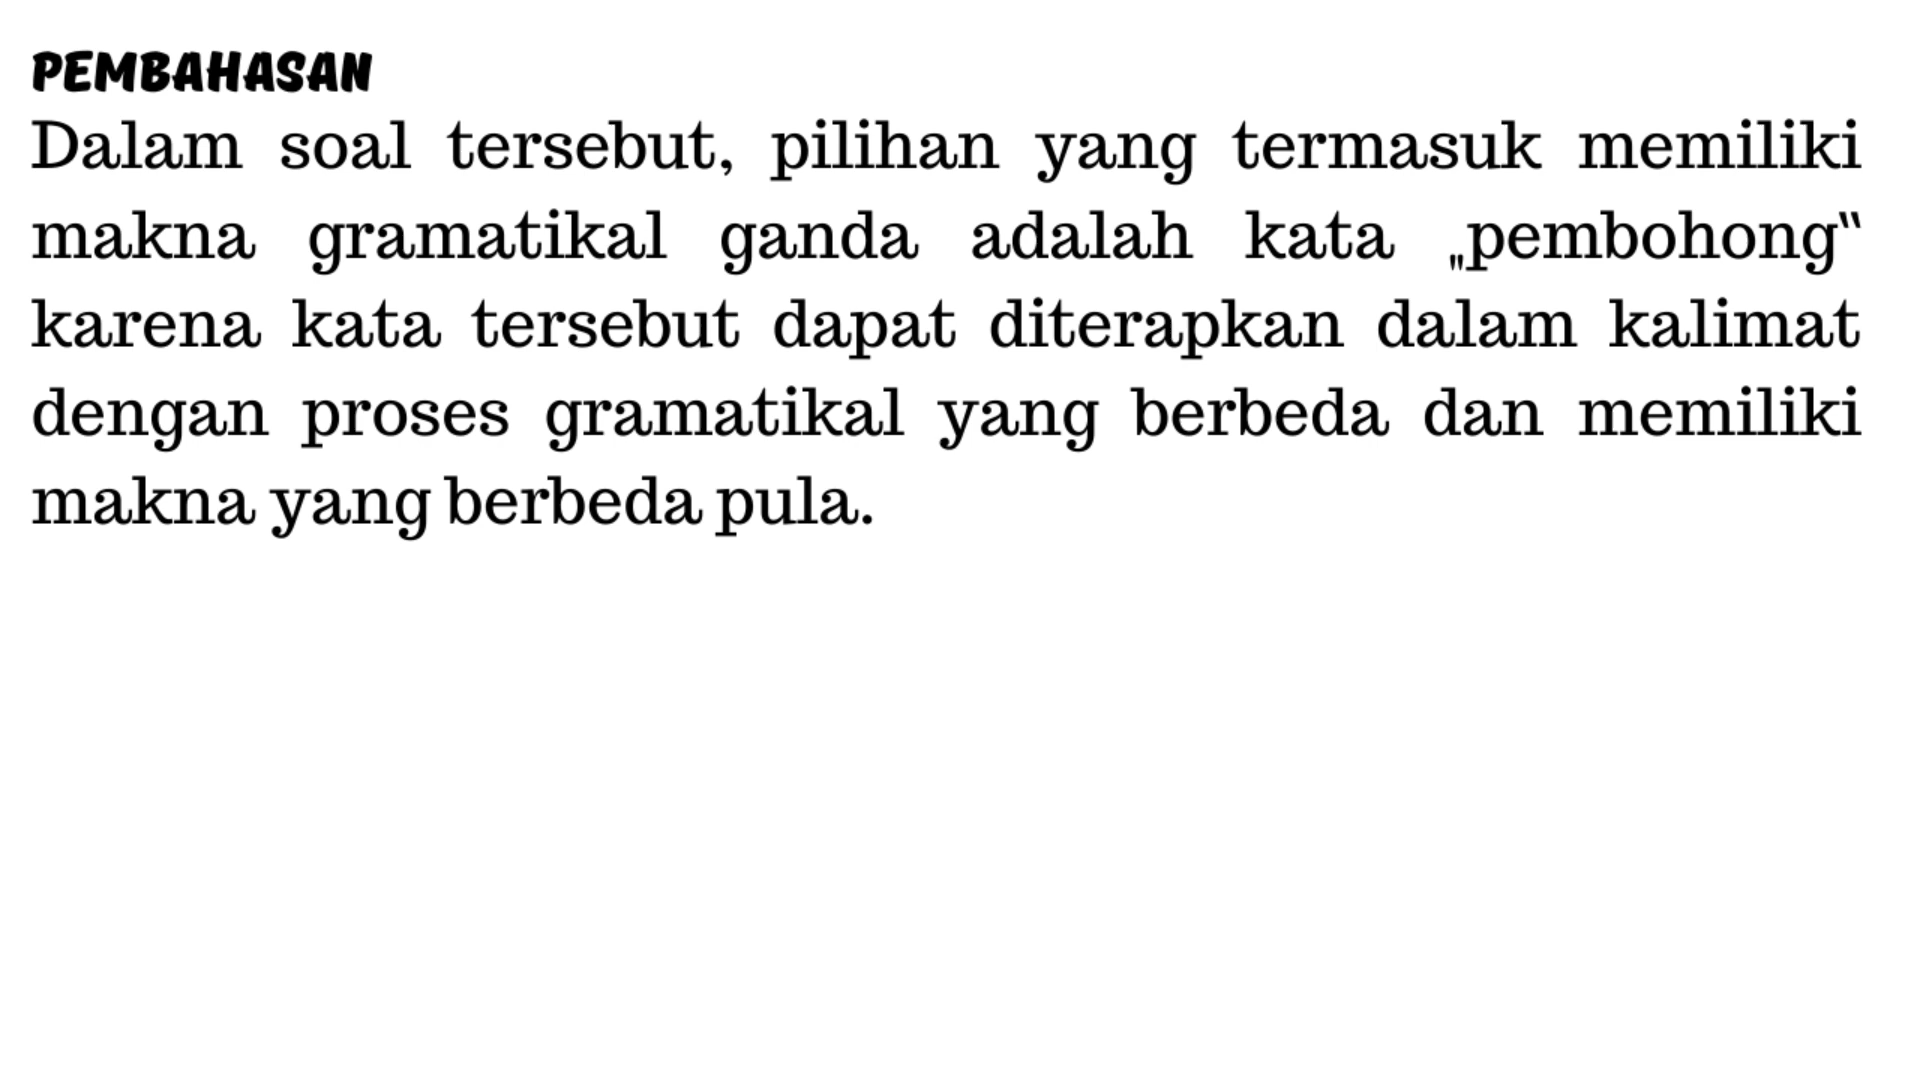 PEMBAHASAN
Dalam soal tersebut, pilihan yang termasuk memiliki
makna gramatikal ganda adalah kata „pembohong‟
karena kata tersebut dapat diterapkan dalam kalimat
dengan proses gramatikal yang berbeda dan memiliki
makna yang berbeda pula.